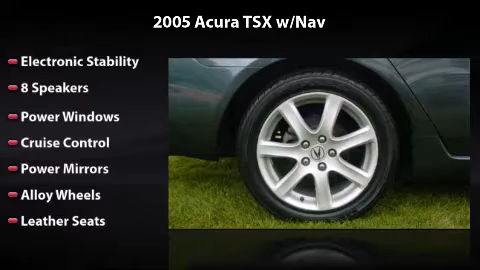 2005 Acura TSX w/Nav
Electronic Stability
8 Speakers
Power Windows
Cruise Control
Power Mirrors
Alloy Wheels
Leather Seats